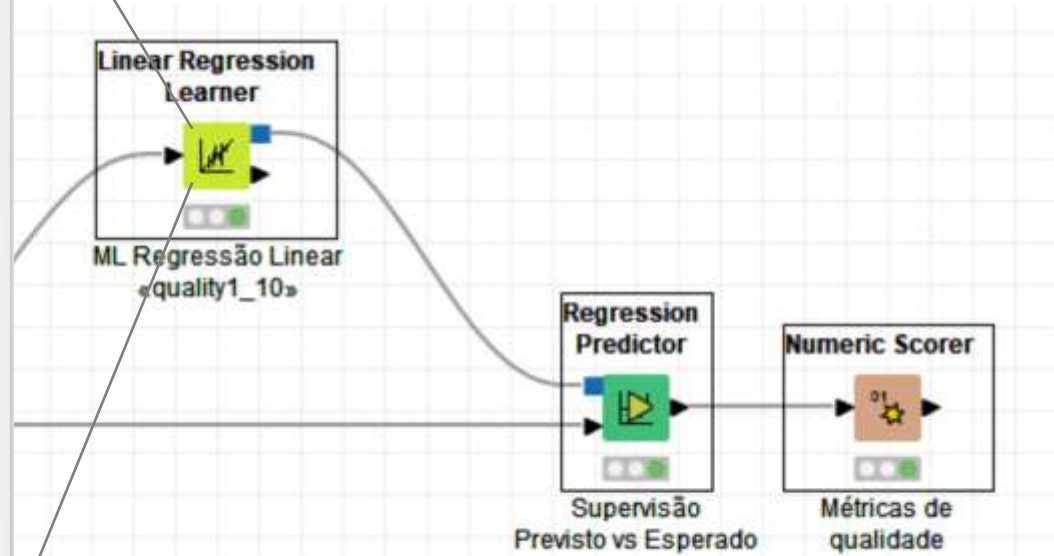 Linear Regression
Learner
ML Regressão Linear
«quality1_10»
Regression
Predictor
Supervisão
Previsto vs Esperado
Numeric Scorer
Métricas de
qualidade